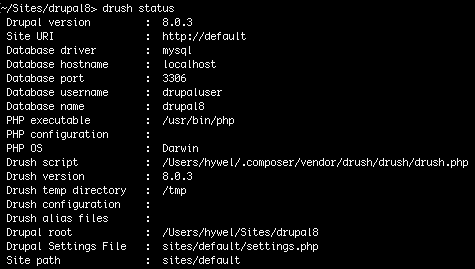 ~/Sites/drupal8> drush status
Drupal version : 8.0.3
Site URI : http://default
Database driver : mysql
Database hostname : localhost
Database port : 3306
Database username : drupaluser
Database name : drupal8
PHP executable : /usr/bin/php
PHP configuration :
PHP OS : Darwin
Drush script : /Users/hywel/.composer/vendor/drush/drush/drush.php
Drush version : 8.0.3
Drush temp directory : /tmp
Drush configuration :
Drush alias files :
Drupal root : /Users/hywel/Sites/drupal8
Drupal Settings File : sites/default/settings.php
Site path : sites/default